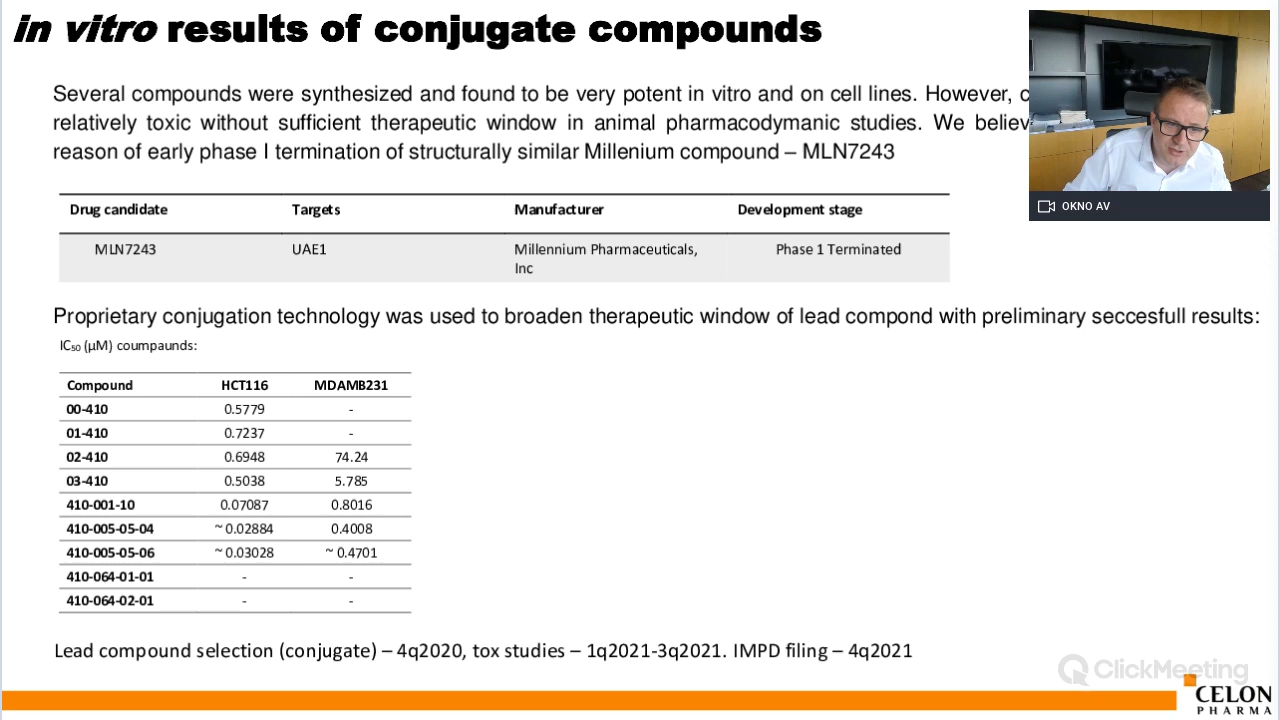 in vitro results of conjugate compounds
Several compounds were synthesized and found to be very potent in vitro and on cell lines. However,
relatively toxic without sufficient therapeutic window in animal pharmacodymanic studies. We
reason of early phase I termination of structurally similar Millenium compound – MLN7243
Drug candidate Targets Manufacturer Development stage
MLN7243 UAE1 Millennium Pharmaceuticals, Phase 1 Terminated
Inc
OKNO AV
Proprietary conjugation technology was used to broaden therapeutic window of lead compond with preliminary seccesfull results:
IC₅₀ (µM) coumpaunds:
Compound HCT116 MDAMB231
00-410 0.5779 -
01-410 0.7237 -
02-410 0.6948 74.24
03-410 0.5038 5.785
410-001-10 0.07087 0.8016
410-005-05-04 ~ 0.02884 0.4008
410-005-05-06 ~ 0.03028 ~ 0.4701
410-064-01-01 - -
410-064-02-01 - -
Lead compound selection (conjugate) – 4q2020, tox studies – 1q2021-3q2021. IMPD filing – 4q2021
ClickMeeting
CELON
PHARMA